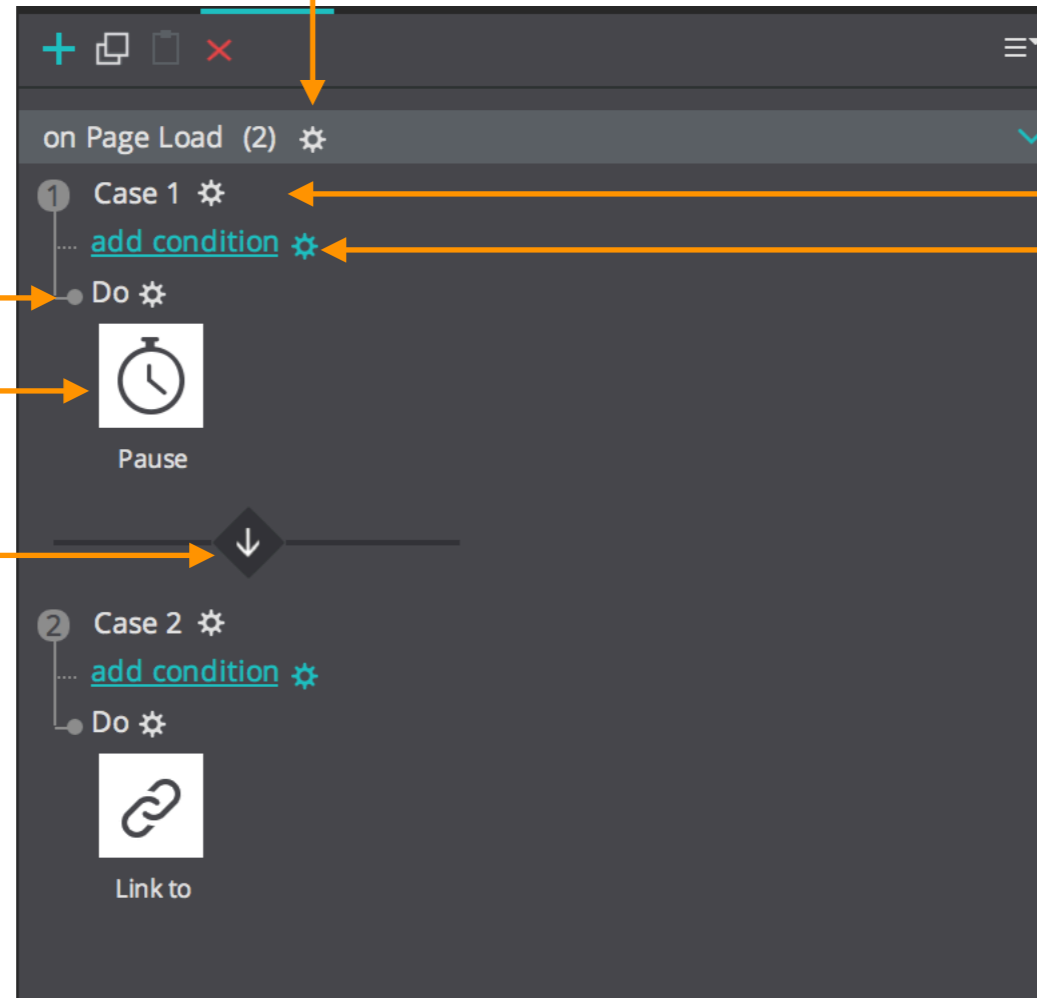 on Page Load (2)
1 Case 1
add condition
Do
Pause
2 Case 2
add condition
Do
Link to